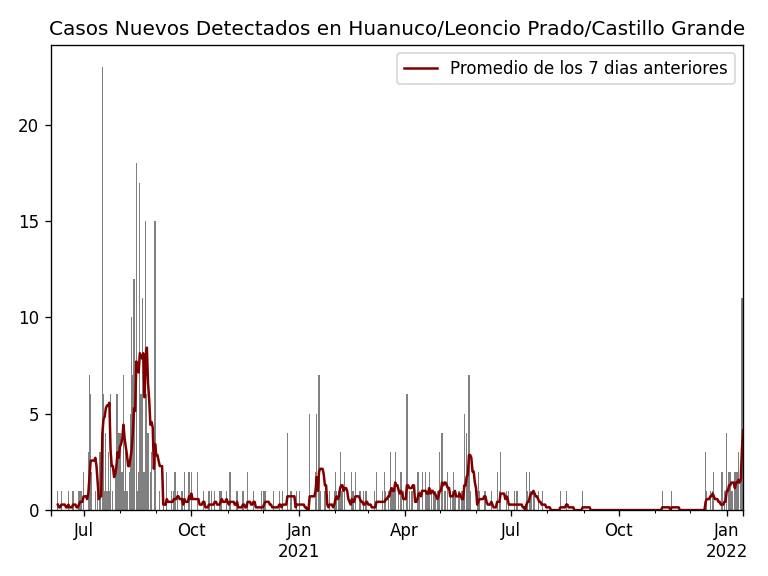 Casos Nuevos Detectados en Huanuco/Leoncio Prado/Castillo Grande
Promedio de los 7 dias anteriores
20
15
10
5
0
Jul Oct Jan Apr Jul Oct Jan
2021 2022